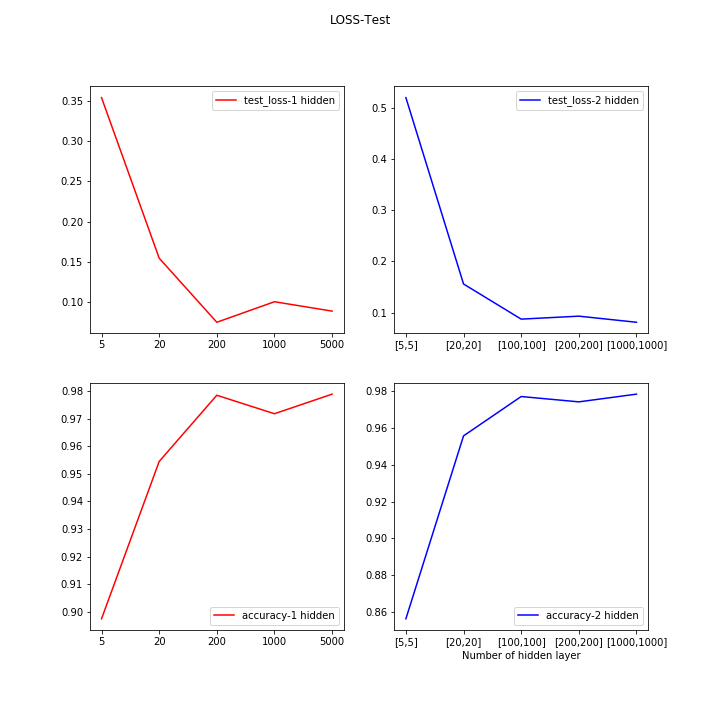 LOSS-Test
test_loss-1 hidden
0.35
0.30
0.25
0.20
0.15
0.10
5 20 200 1000 5000
test_loss-2 hidden
0.5
0.4
0.3
0.2
0.1
[5,5] [20,20] [100,100] [200,200] [1000,1000]
0.98
0.97
0.96
0.95
0.94
0.93
0.92
0.91
0.90
accuracy-1 hidden
5 20 200 1000 5000
0.98
0.96
0.94
0.92
0.90
0.88
0.86
accuracy-2 hidden
[5,5] [20,20] [100,100] [200,200] [1000,1000]
Number of hidden layer